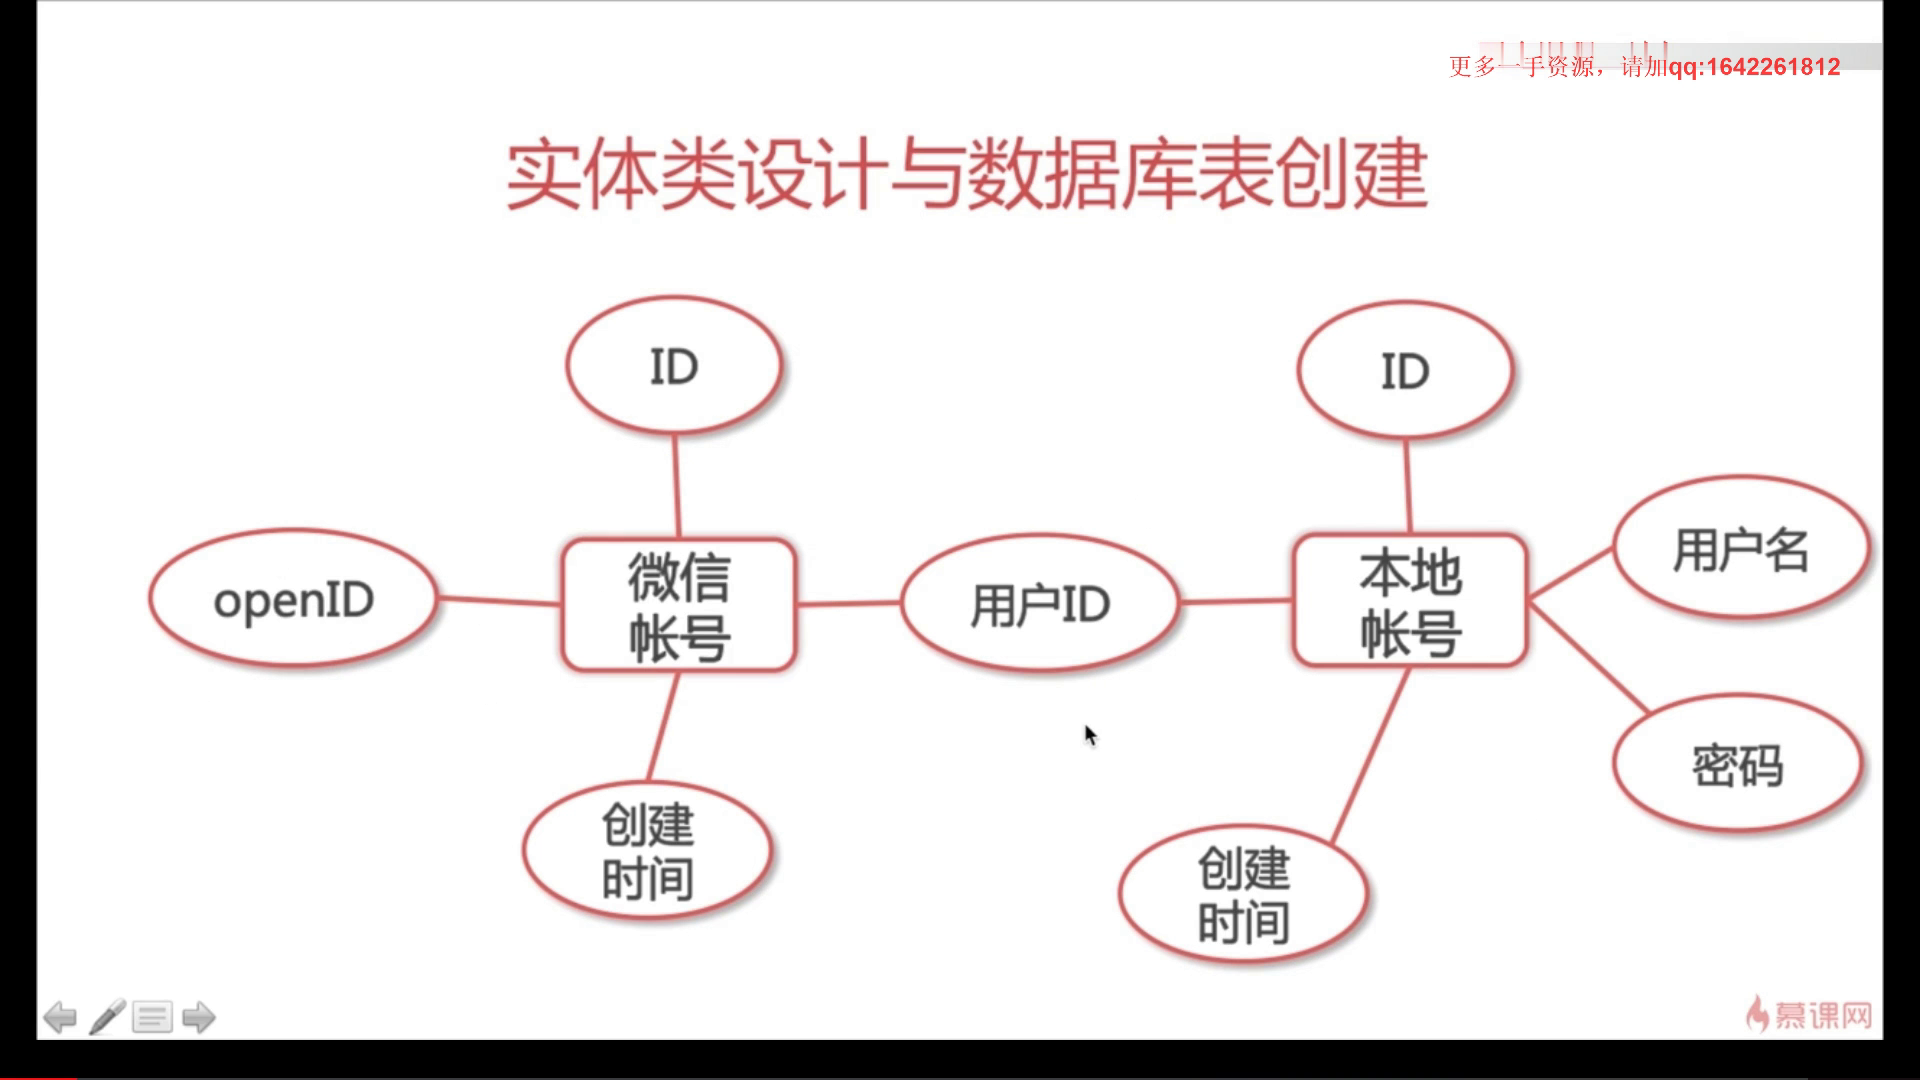 更多一手资源，请加qq:1642261812
实体类设计与数据库表创建
ID
ID
用户名
openID
微信
帐号
用户ID
本地
帐号
密码
创建
时间
创建
时间
慕课网